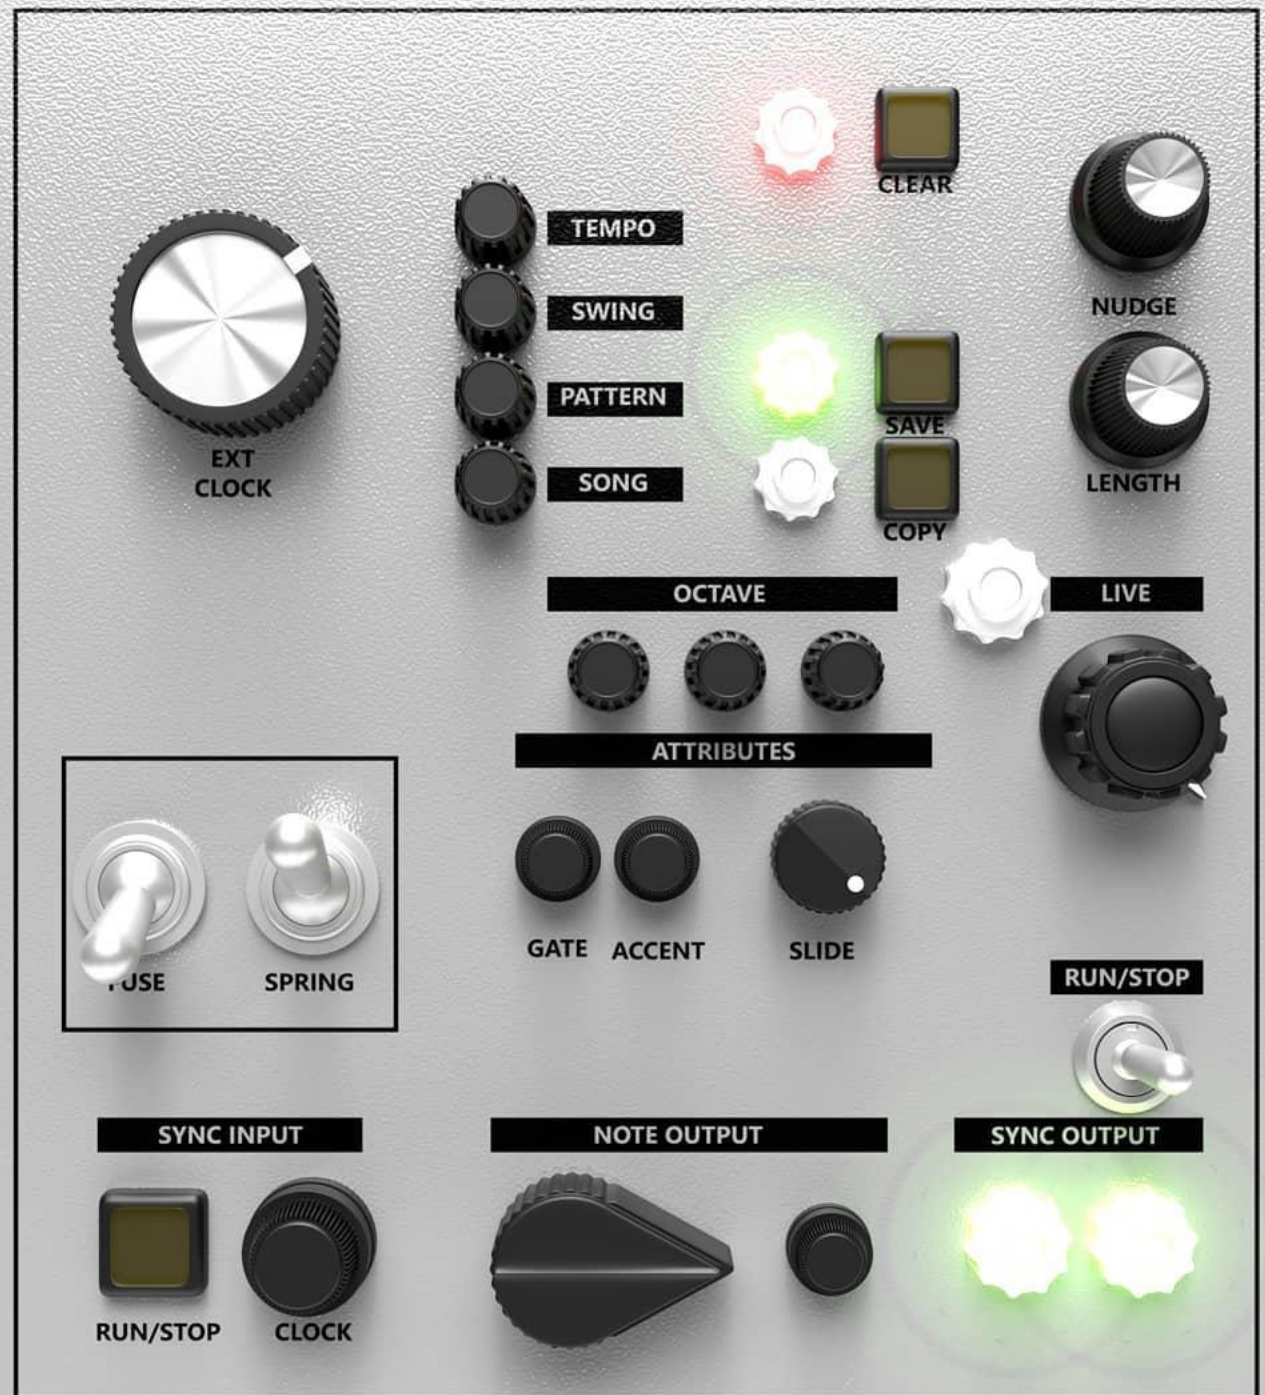 CLEAR
TEMPO
SWING
PATTERN
SONG
EXT
CLOCK
NUDGE
SAVE
LENGTH
COPY
OCTAVE
LIVE
ATTRIBUTES
GATE
ACCENT
SLIDE
SPRING
RUN/STOP
SYNC INPUT
NOTE OUTPUT
SYNC OUTPUT
RUN/STOP
CLOCK